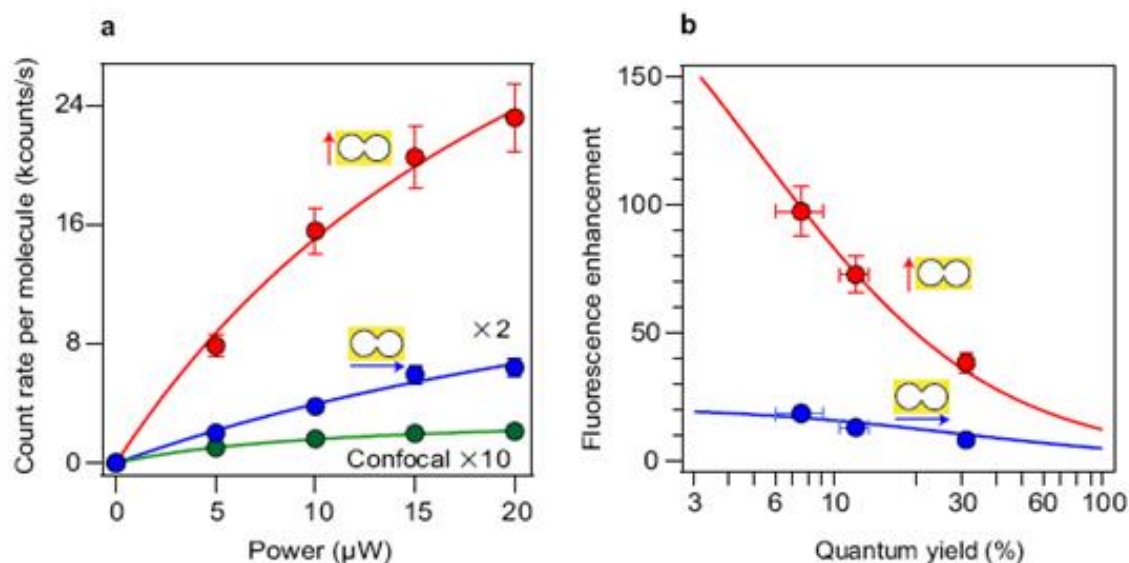 a
Count rate per molecule (kcounts/s)
24
16
8
0
×2
Confocal ×10
0 5 10 15 20
Power (µW)
b
Fluorescence enhancement
150
100
50
0
3 6 10 30 60 100
Quantum yield (%)